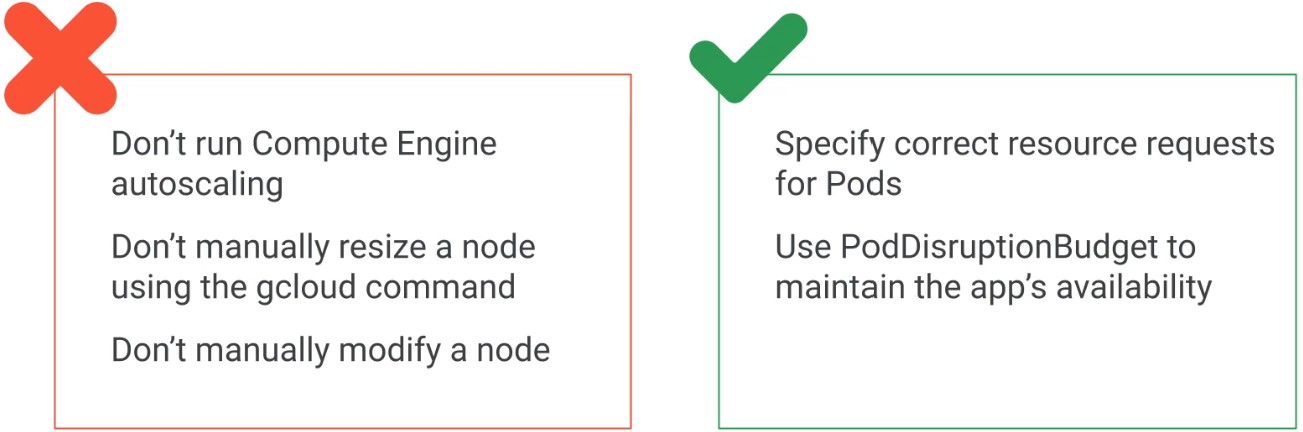 Don’t run Compute Engine
autoscaling
Don’t manually resize a node
using the gcloud command
Don’t manually modify a node
Specify correct resource requests
for Pods
Use PodDisruptionBudget to
maintain the app’s availability